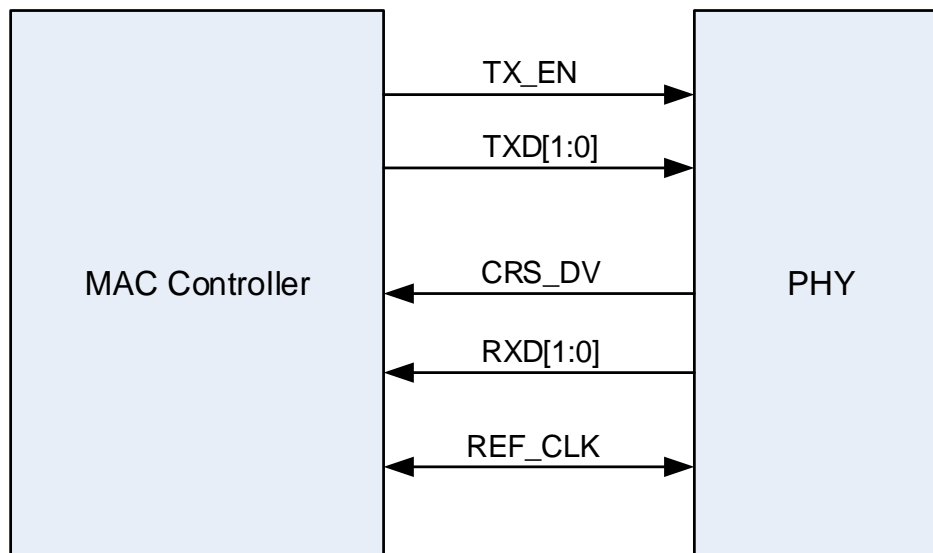 TX_EN
TXD[1:0]
MAC Controller
CRS_DV
PHY
RXD[1:0]
REF_CLK